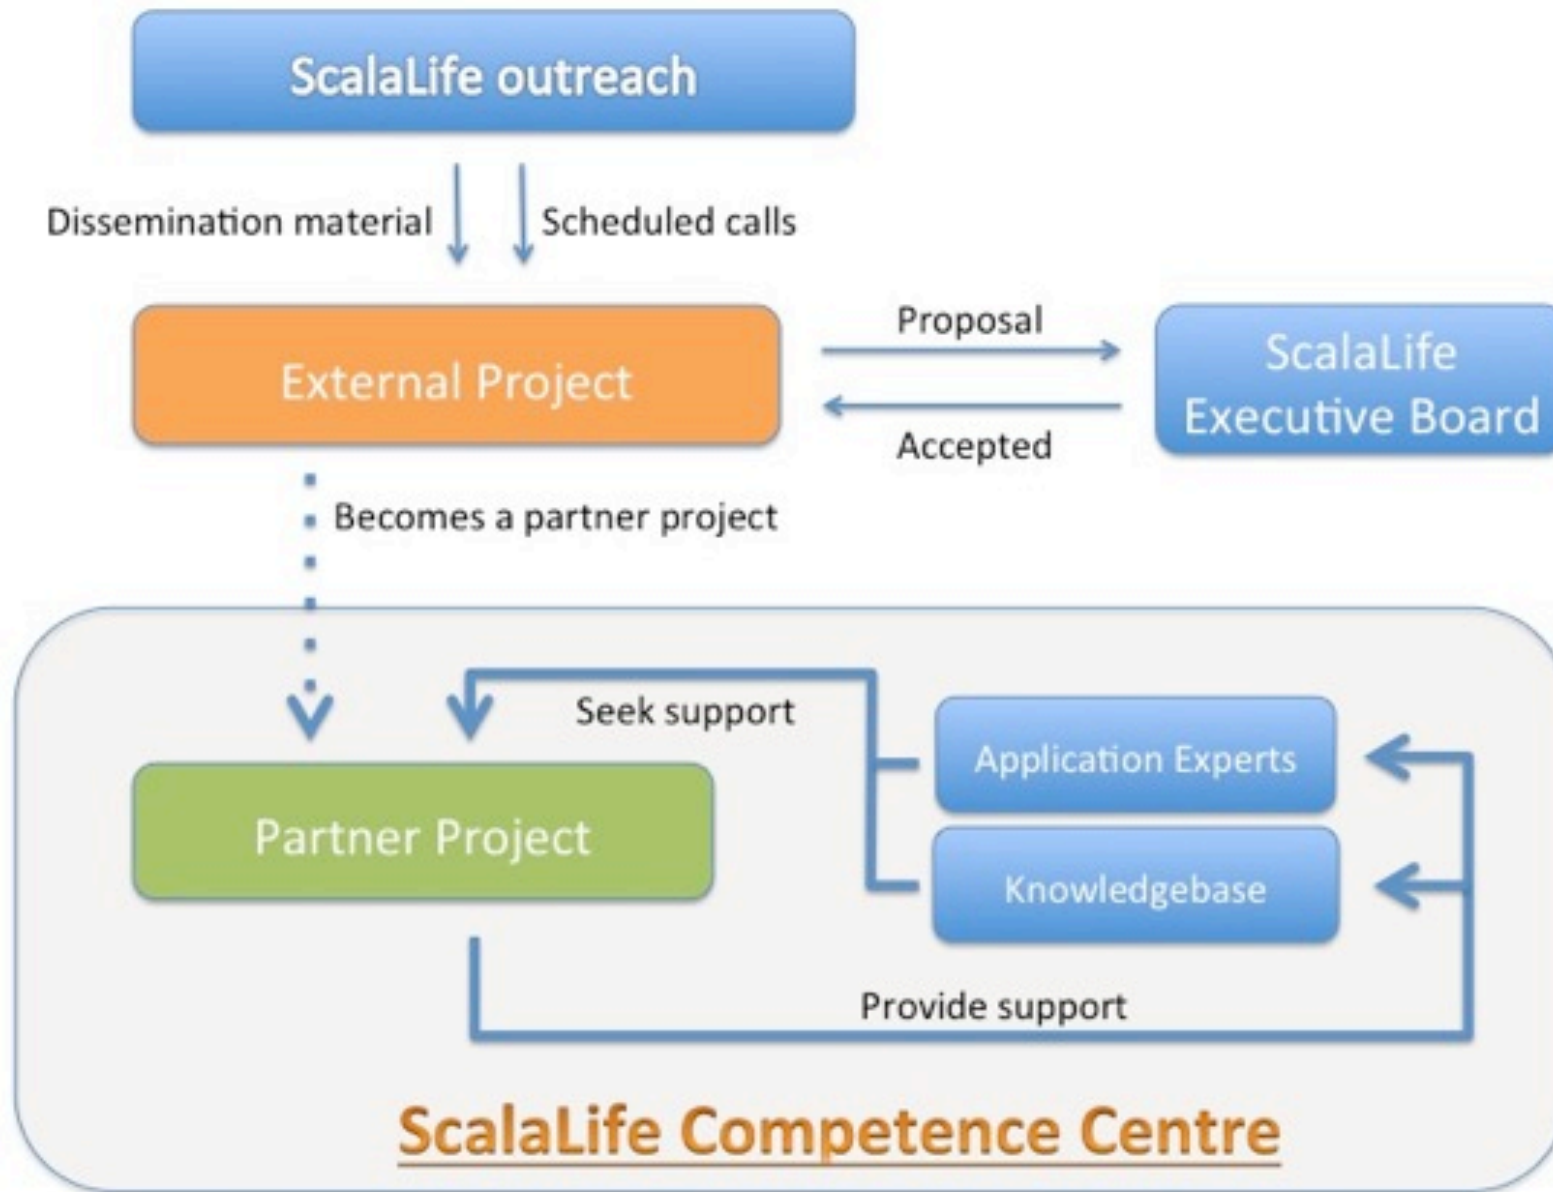 ScalaLife outreach
Dissemination material
Scheduled calls
External Project
Proposal
Accepted
ScalaLife
Executive Board
Becomes a partner project
Seek support
Application Experts
Partner Project
Knowledgebase
Provide support
ScalaLife Competence Centre